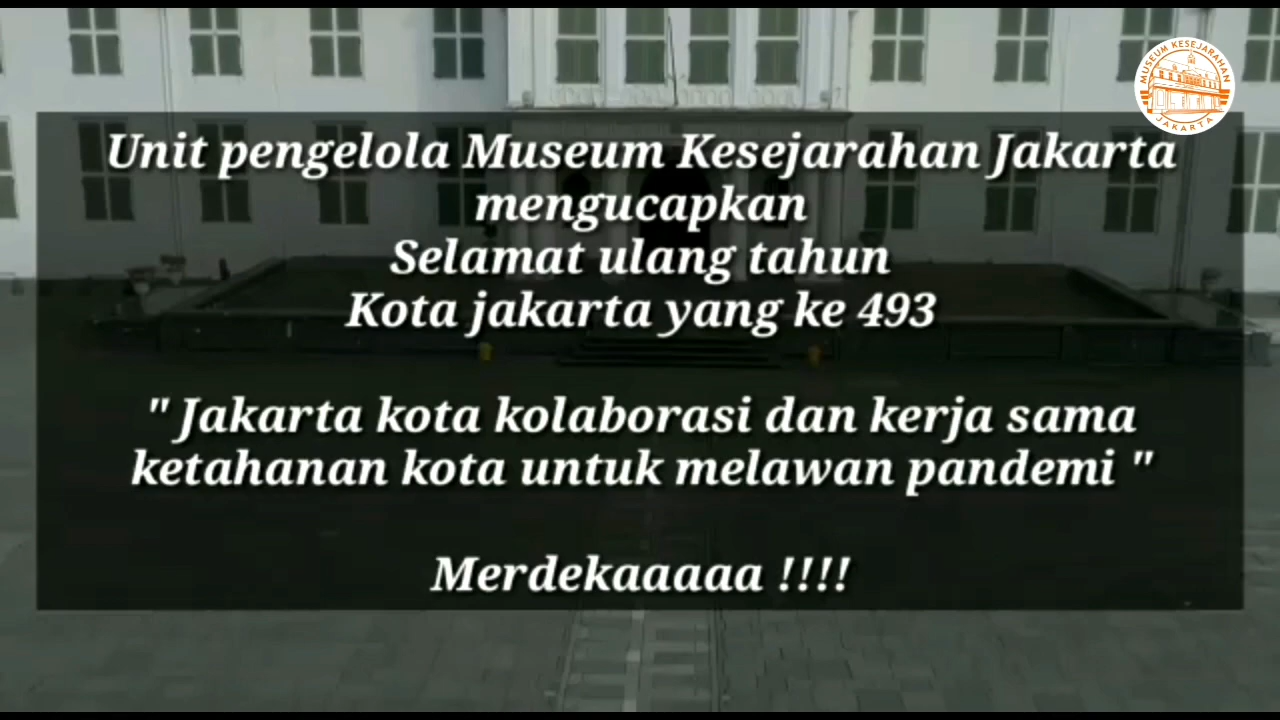 MUSEUM KESEJARAHAN
JAKARTA
Unit pengelola Museum Kesejarahan Jakarta
mengucapkan
Selamat ulang tahun
Kota jakarta yang ke 493
" Jakarta kota kolaborasi dan kerja sama
ketahanan kota untuk melawan pandemi "
Merdekaaaaa !!!!